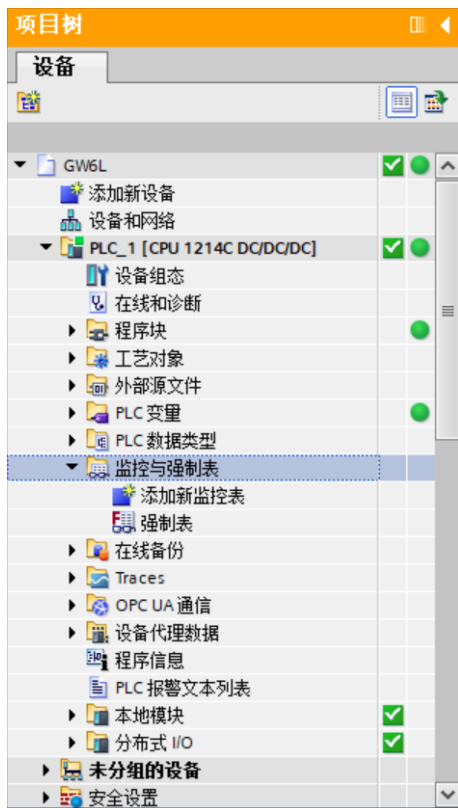 项目树
设备
GW6L
添加新设备
设备和网络
PLC_1 [CPU 1214C DC/DC/DC]
设备组态
在线和诊断
程序块
工艺对象
外部源文件
PLC 变量
PLC 数据类型
监控与强制表
添加新监控表
强制表
在线备份
Traces
OPC UA 通信
设备代理数据
程序信息
PLC 报警文本列表
本地模块
分布式 I/O
未分组的设备
安全设置